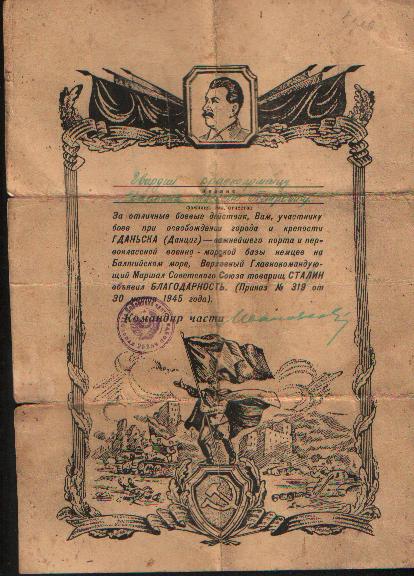 Гвардии
звание
фамилия, имя, отчество
За отличные боевые действия, Вам, участнику
боев при освобождении города и крепости
ГДАНЬСКА (Данциг) — важнейшего порта и пер-
воклассной военно-морской базы немцев на
Балтийском море, Верховный Главнокомандую-
щий Маршал Советского Союза товарищ СТАЛИН
объявил БЛАГОДАРНОСТЬ. (Приказ № 319 от
30 марта 1945 года).
Командир части